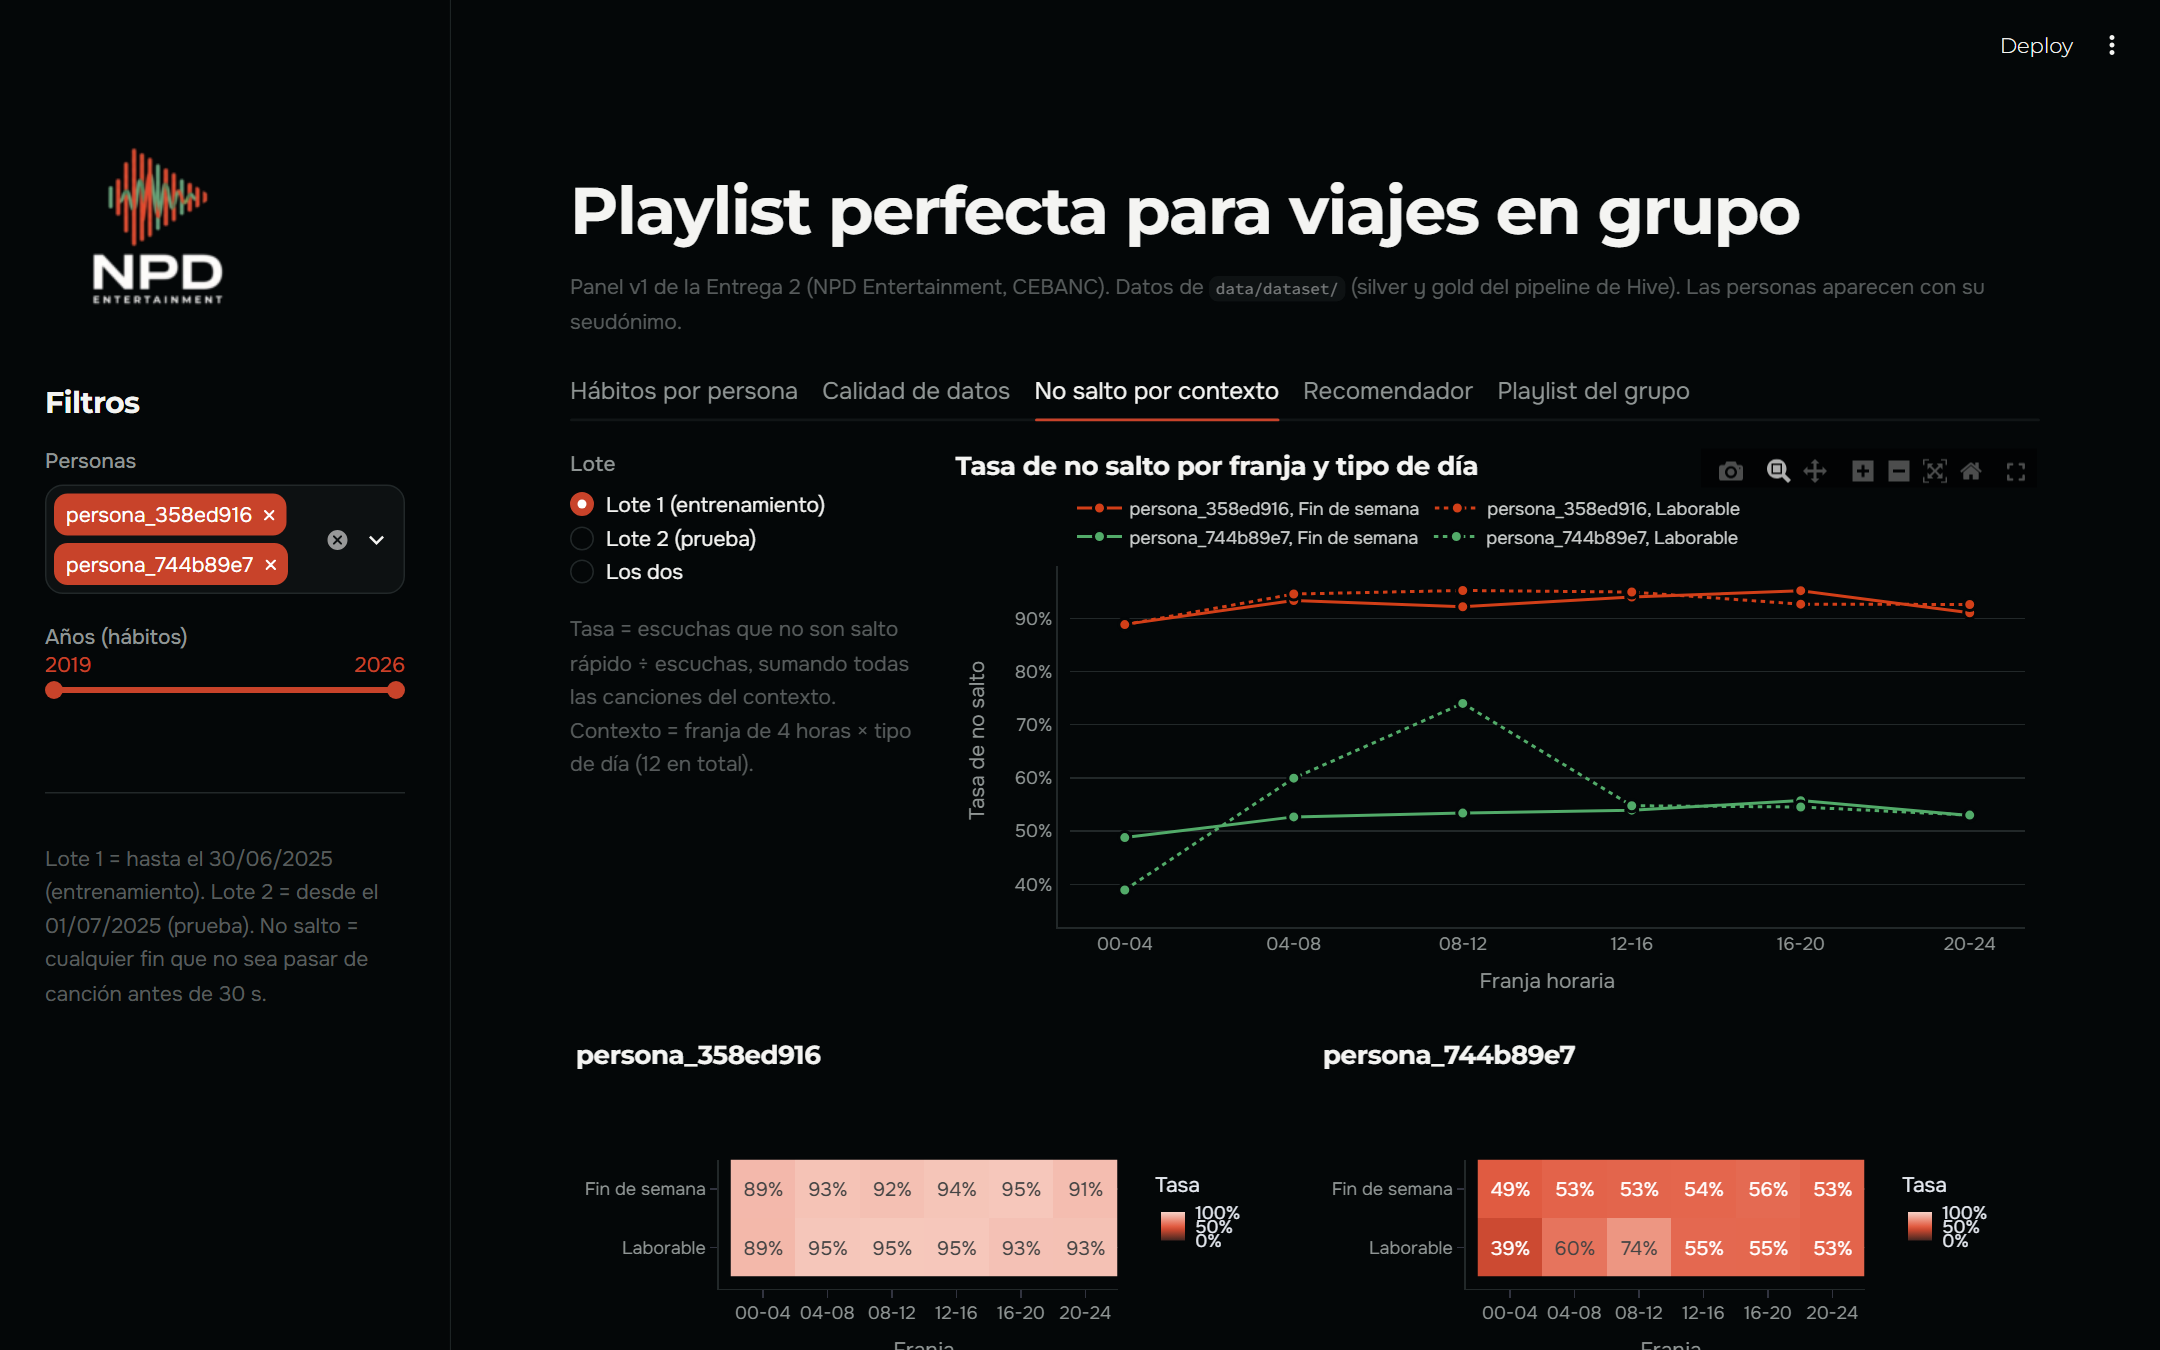 Deploy
NPD
ENTERTAINMENT
Filtros
Personas
persona_358ed916 ×
persona_744b89e7 ×
Años (hábitos)
2019 2026
Lote 1 = hasta el 30/06/2025
(entrenamiento). Lote 2 = desde el
01/07/2025 (prueba). No salto =
cualquier fin que no sea pasar de
canción antes de 30 s.
Playlist perfecta para viajes en grupo
Panel v1 de la Entrega 2 (NPD Entertainment, CEBANC). Datos de data/dataset/ (silver y gold del pipeline de Hive). Las personas aparecen con su
seudónimo.
Hábitos por persona Calidad de datos No salto por contexto Recomendador Playlist del grupo
Lote
Lote 1 (entrenamiento)
Lote 2 (prueba)
Los dos
Tasa = escuchas que no son salto
rápido ÷ escuchas, sumando todas
las canciones del contexto.
Contexto = franja de 4 horas × tipo
de día (12 en total).
Tasa de no salto por franja y tipo de día
persona_358ed916, Fin de semana persona_358ed916, Laborable
persona_744b89e7, Fin de semana persona_744b89e7, Laborable
Tasa de no salto
90%
80%
70%
60%
50%
40%
00-04 04-08 08-12 12-16 16-20 20-24
Franja horaria
persona_358ed916
Fin de semana 89% 93% 92% 94% 95% 91%
Laborable 89% 95% 95% 95% 93% 93%
00-04 04-08 08-12 12-16 16-20 20-24
Franja
Tasa
100%
50%
0%
persona_744b89e7
Fin de semana 49% 53% 53% 54% 56% 53%
Laborable 39% 60% 74% 55% 55% 53%
00-04 04-08 08-12 12-16 16-20 20-24
Franja
Tasa
100%
50%
0%